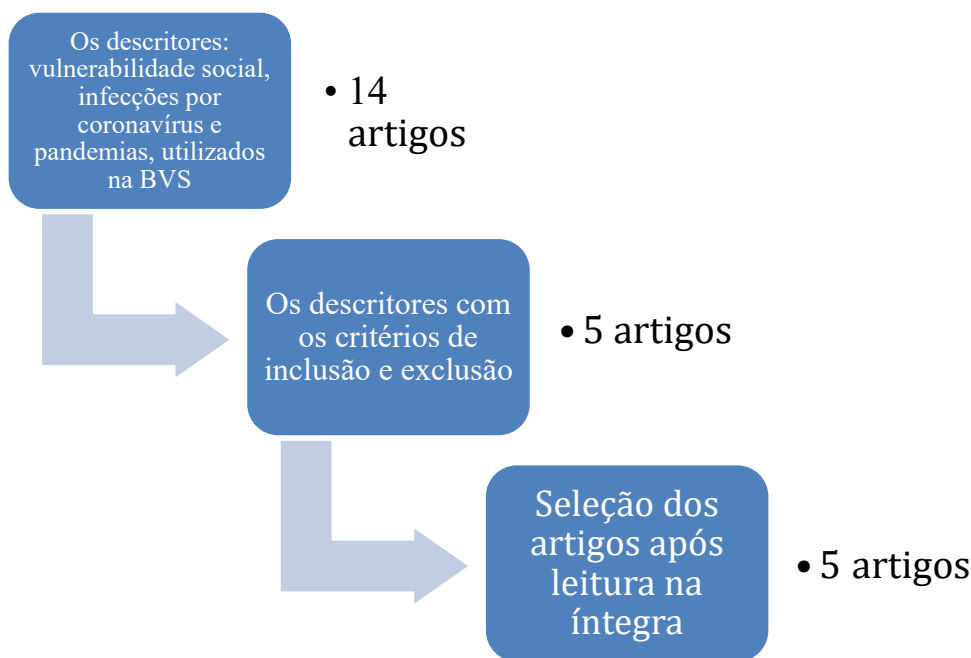 Os descritores:
vulnerabilidade social,
infecções por
coronavírus e
pandemias, utilizados
na BVS
• 14
artigos
Os descritores com
os critérios de
inclusão e exclusão
• 5 artigos
Seleção dos
artigos após
leitura na
íntegra
• 5 artigos